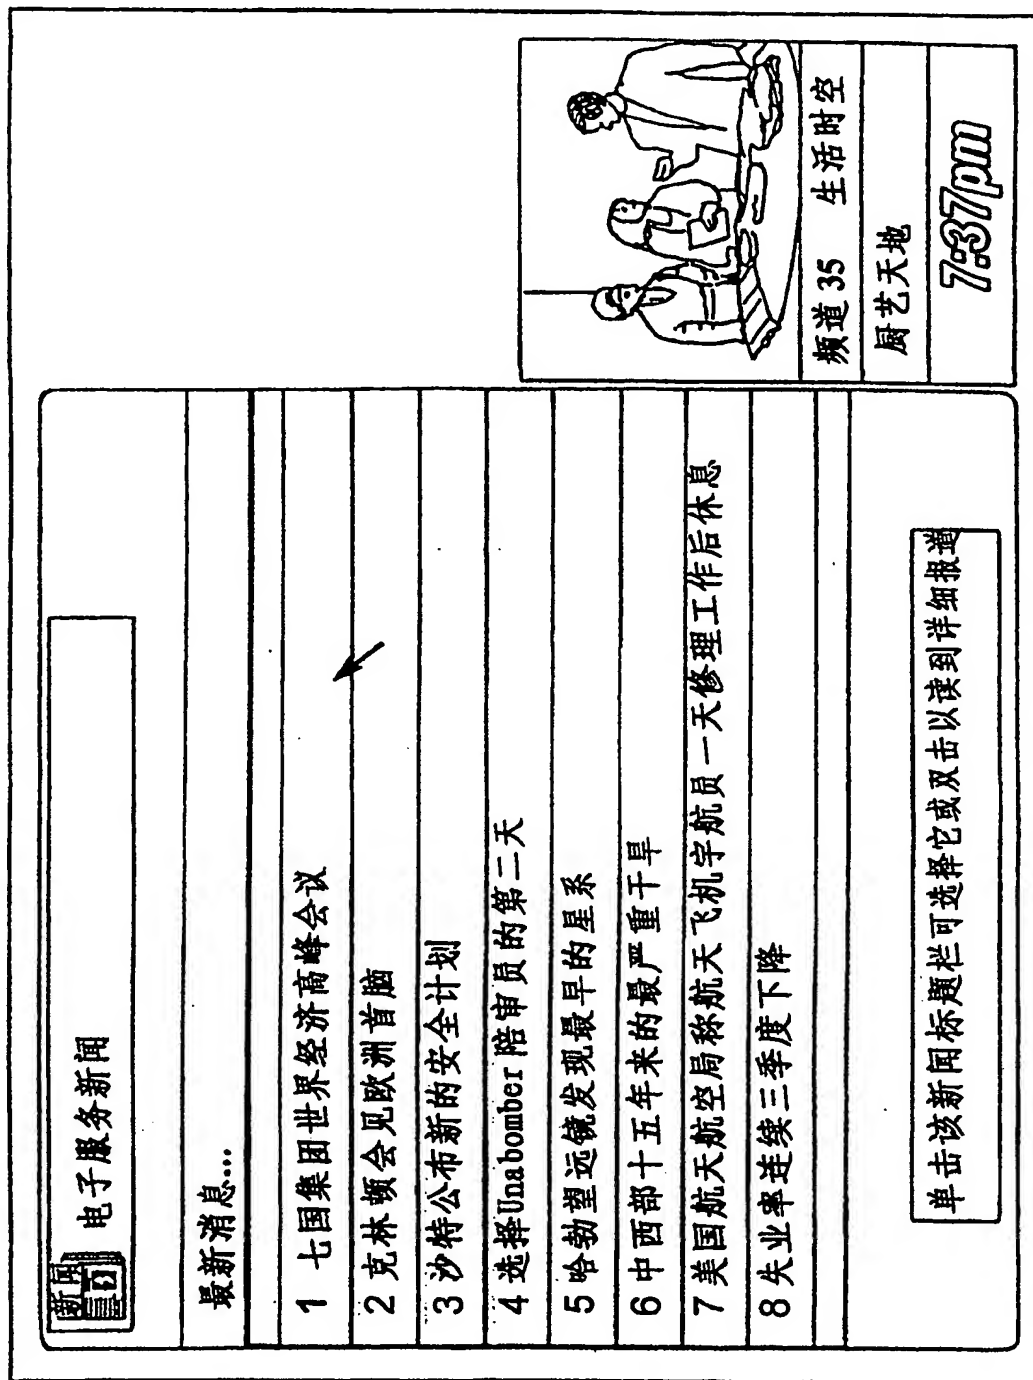 新闻
电子服务新闻
最新消息...
1 七国集团世界经济高峰会议
2 克林顿会见欧洲首脑
3 沙特公布新的安全计划
4 选择Unabomber陪审员的第二天
5 哈勃望远镜发现最早的星系
6 中西部十五年来的最严重干旱
7 美国航天航空局称航天飞机宇航员一天修理工作后休息
8 失业率连续三季度下降
单击该新闻标题栏可选择它或双击以读到详细报道
频道35 生活时空
厨艺天地
7:37pm